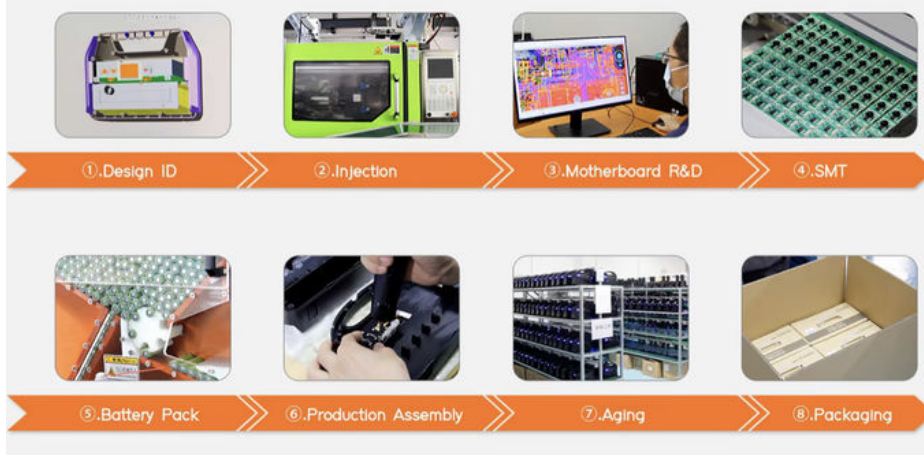 ①.Design ID
②.Injection
③.Motherboard R&D
④.SMT
⑤.Battery Pack
⑥.Production Assembly
⑦.Aging
⑧.Packaging